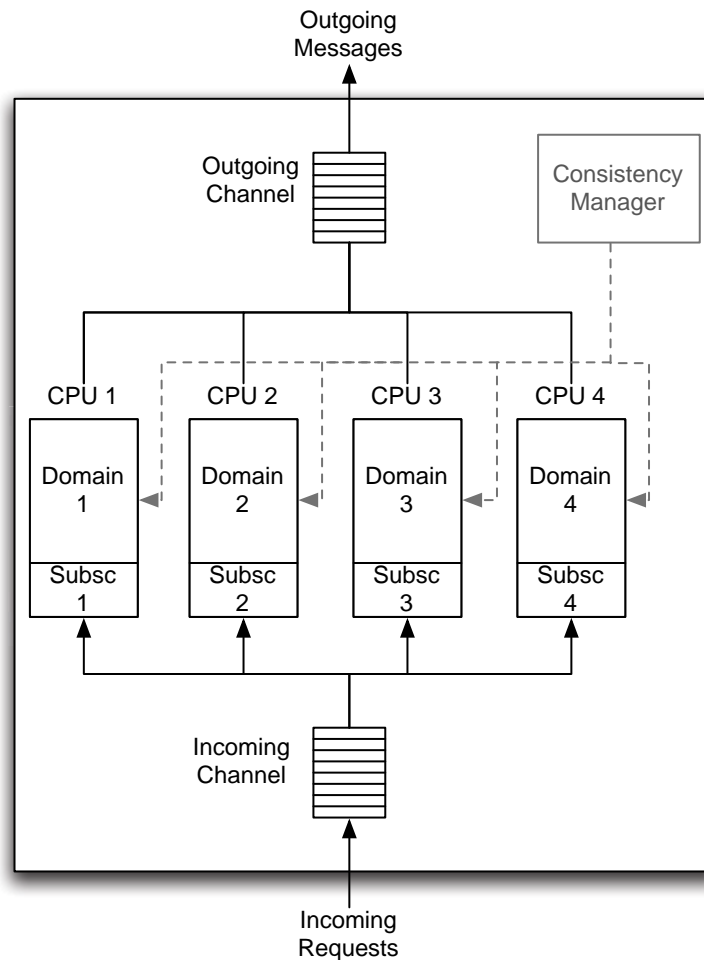 Outgoing
Messages
Outgoing
Channel
Consistency
Manager
CPU 1
CPU 2
CPU 3
CPU 4
Domain
1
Domain
2
Domain
3
Domain
4
Subsc
1
Subsc
2
Subsc
3
Subsc
4
Incoming
Channel
Incoming
Requests